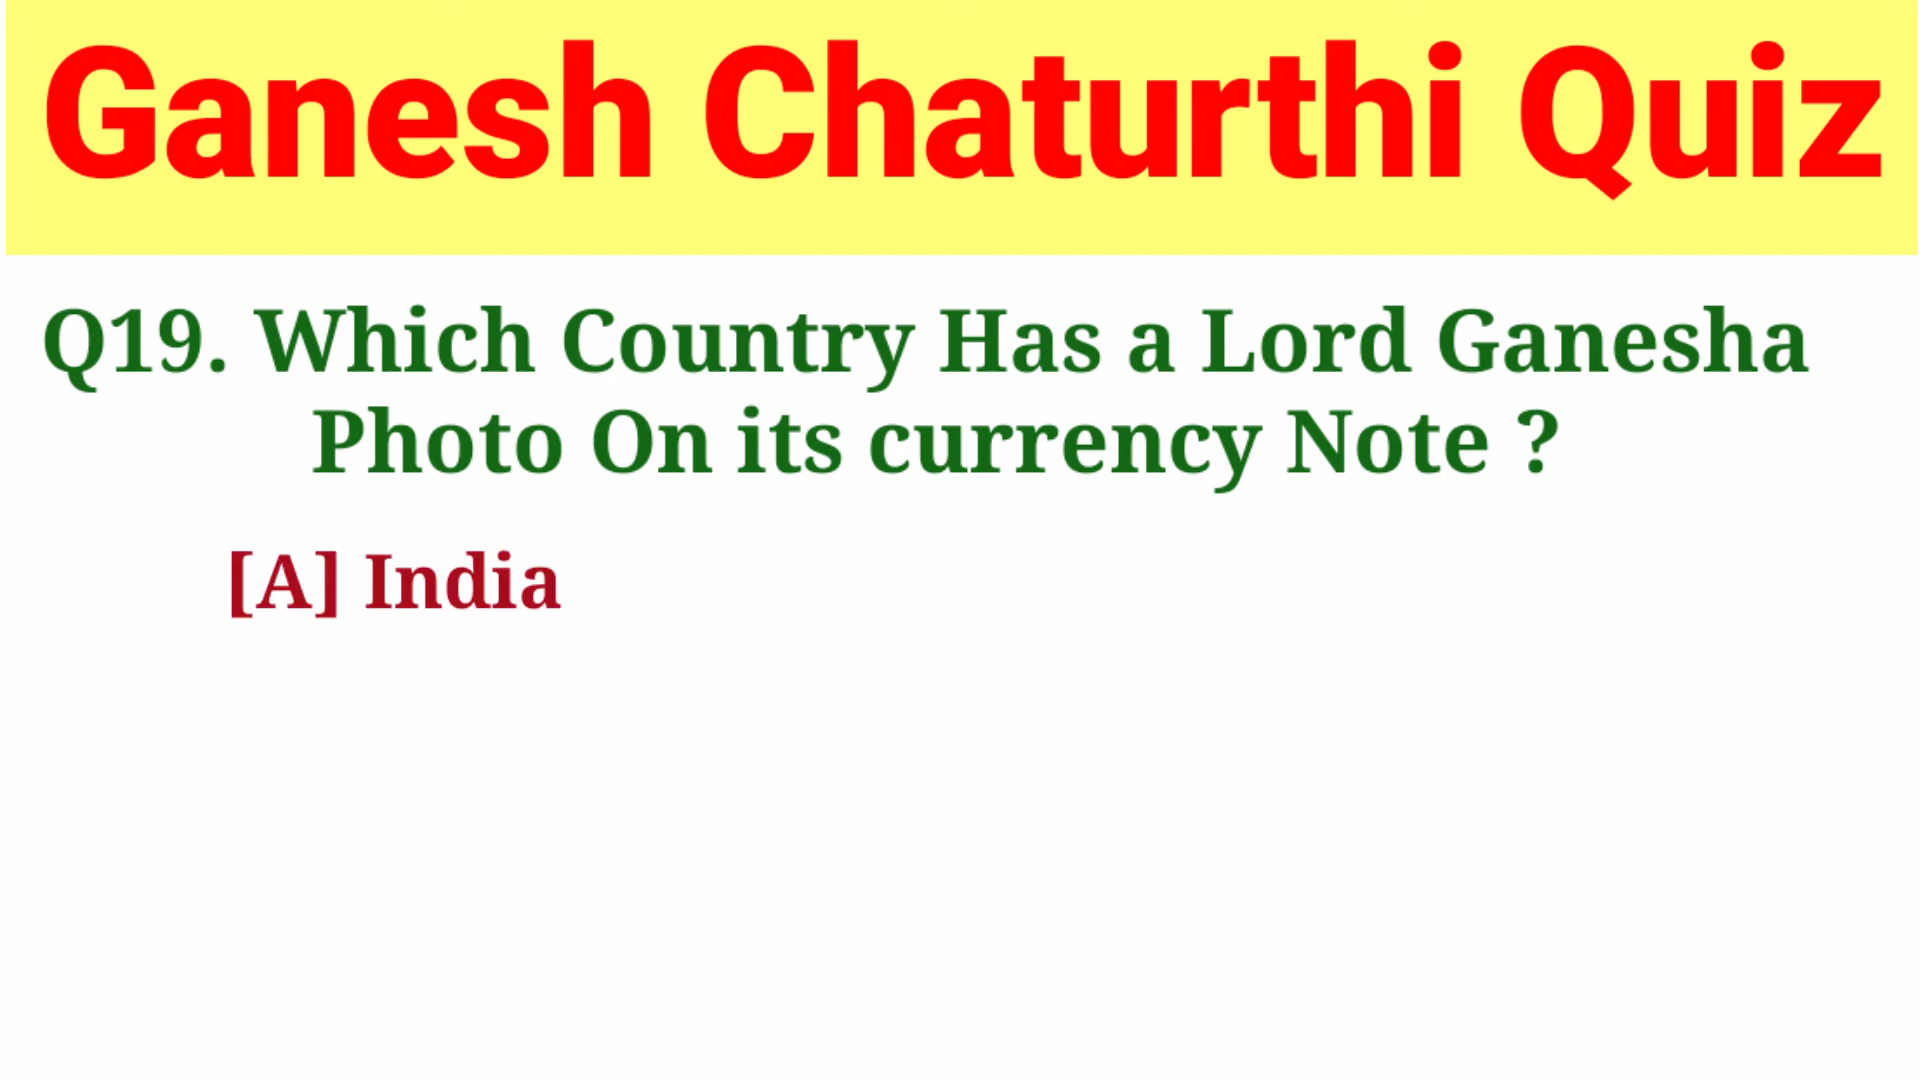 Ganesh Chaturthi Quiz
Q19. Which Country Has a Lord Ganesha
Photo On its currency Note ?
[A] India